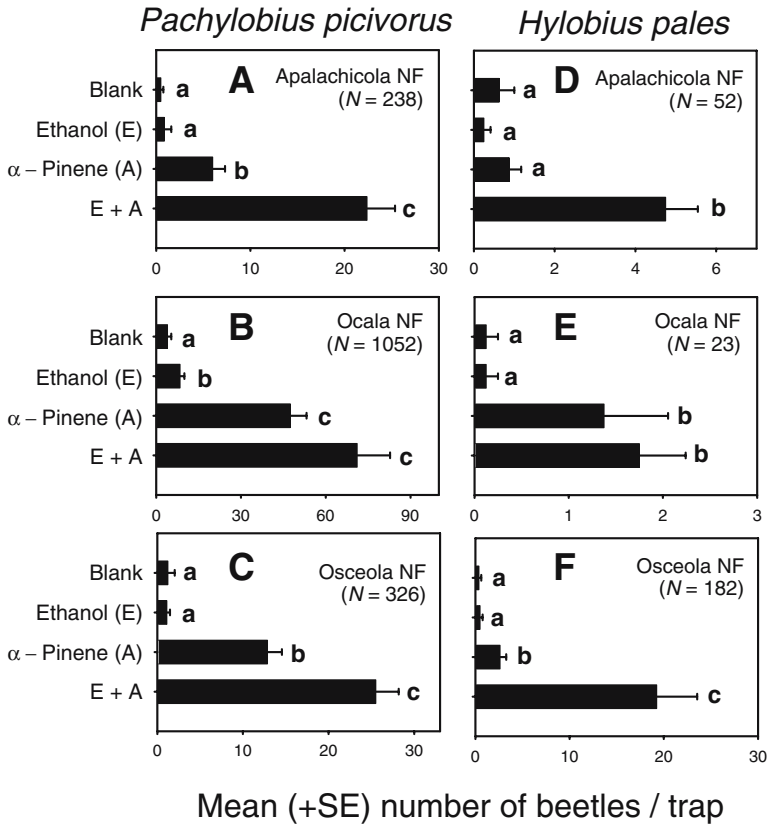 Pachylobius picivorus
Hylobius pales
A
Apalachicola NF
(N = 238)
Blank
Ethanol (E)
α – Pinene (A)
E + A
a
a
b
c
0 10 20 30
D
Apalachicola NF
(N = 52)
a
a
a
b
0 2 4 6
B
Ocala NF
(N = 1052)
Blank
Ethanol (E)
α – Pinene (A)
E + A
a
b
c
c
0 30 60 90
E
Ocala NF
(N = 23)
a
a
b
b
0 1 2 3
C
Osceola NF
(N = 326)
Blank
Ethanol (E)
α – Pinene (A)
E + A
a
a
b
c
0 10 20 30
F
Osceola NF
(N = 182)
a
a
b
c
0 10 20 30
Mean (+SE) number of beetles / trap